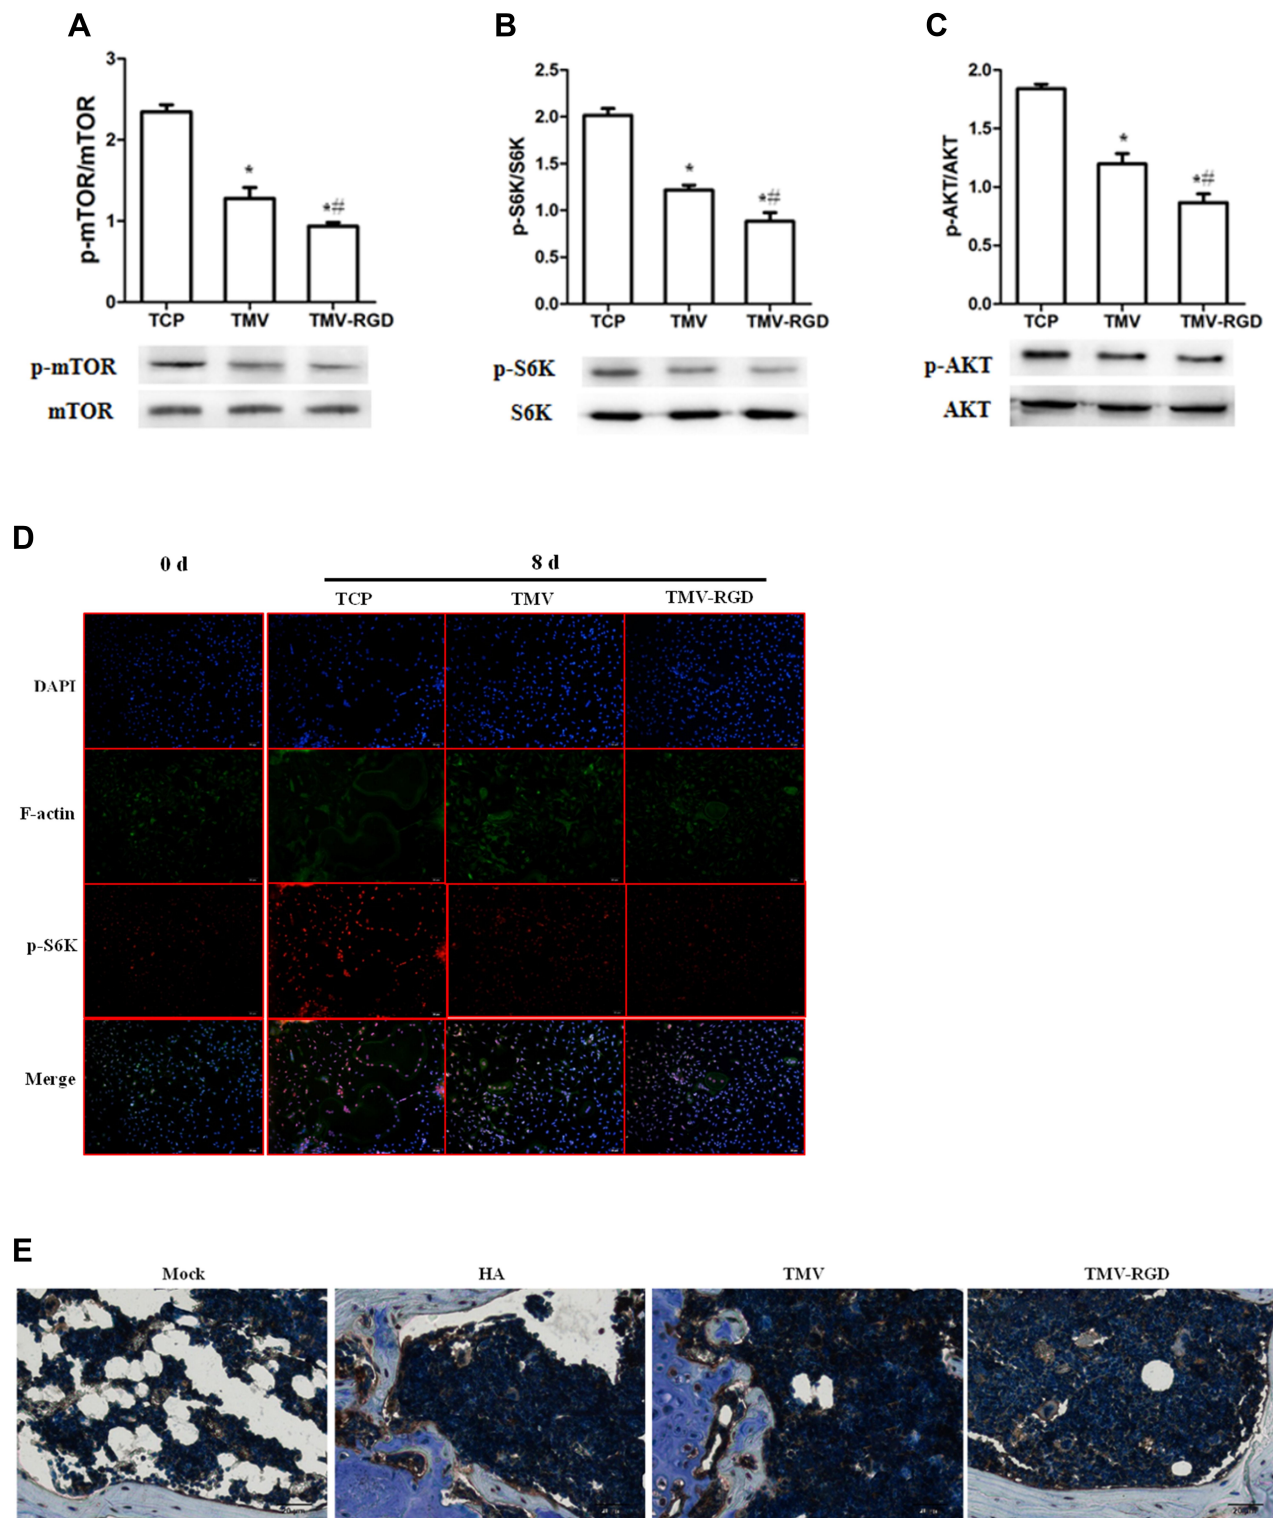 A
B
C
3
2
1
0
p-mTOR/mTOR
*
*#
TCP
TMV
TMV-RGD
p-mTOR
mTOR
2.5
2.0
1.5
1.0
0.5
0.0
p-S6K/S6K
*
*#
TCP
TMV
TMV-RGD
p-S6K
S6K
2.0
1.5
1.0
0.5
0.0
p-AKT/AKT
*
*#
TCP
TMV
TMV-RGD
p-AKT
AKT
D
0 d
8 d
TCP
TMV
TMV-RGD
DAPI
F-actin
p-S6K
Merge
E
Mock
HA
TMV
TMV-RGD